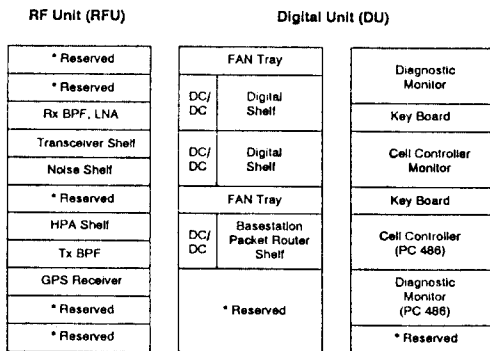 RF Unit (RFU)
Digital Unit (DU)
* Reserved
* Reserved
Rx BPF, LNA
Transceiver Shelf
Noise Shelf
* Reserved
HPA Shelf
Tx BPF
GPS Receiver
* Reserved
* Reserved
FAN Tray
DC/
DC
Digital
Shelf
DC/
DC
Digital
Shelf
FAN Tray
DC/
DC
Basestation
Packet Router
Shelf
* Reserved
Diagnostic
Monitor
Key Board
Cell Controller
Monitor
Key Board
Cell Controller
(PC 486)
Diagnostic
Monitor
(PC 486)
* Reserved